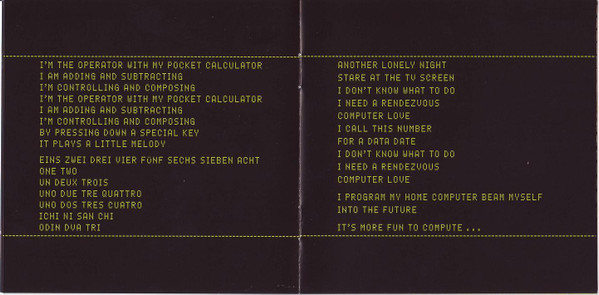 I'M THE OPERATOR WITH MY POCKET CALCULATOR
I AM ADDING AND SUBTRACTING
I'M CONTROLLING AND COMPOSING
I'M THE OPERATOR WITH MY POCKET CALCULATOR
I AM ADDING AND SUBTRACTING
I'M CONTROLLING AND COMPOSING
BY PRESSING DOWN A SPECIAL KEY
IT PLAYS A LITTLE MELODY
EINS ZWEI DREI VIER FÜNF SECHS SIEBEN ACHT
ONE TWO
UN DEUX TROIS
UNO DUE TRE QUATTRO
UNO DOS TRES CUATRO
ICHI NI SAN CHI
ODIN DVA TRI
ANOTHER LONELY NIGHT
STARE AT THE TV SCREEN
I DON'T KNOW WHAT TO DO
I NEED A RENDEZVOUS
COMPUTER LOVE
I CALL THIS NUMBER
FOR A DATA DATE
I DON'T KNOW WHAT TO DO
I NEED A RENDEZVOUS
COMPUTER LOVE
I PROGRAM MY HOME COMPUTER BEAM MYSELF
INTO THE FUTURE
IT'S MORE FUN TO COMPUTE ...